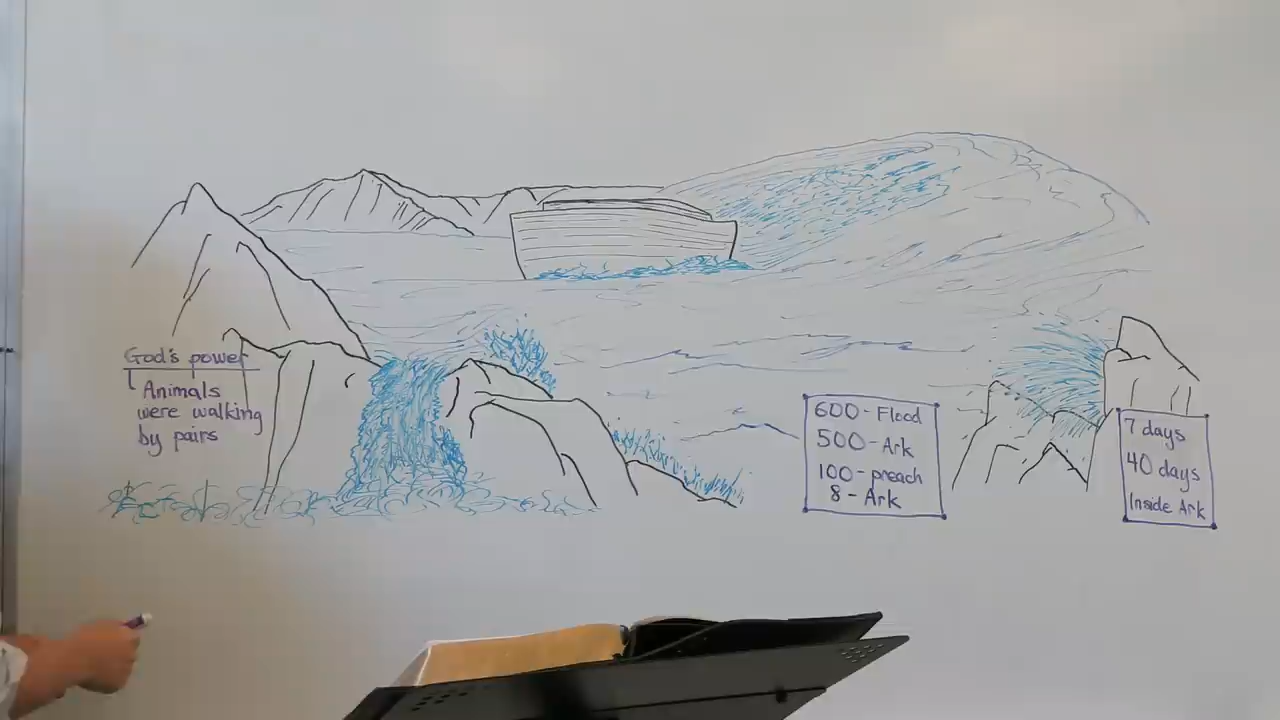 God's power
Animals
were walking
by pairs
600 - Flood
500 - Ark
100 - preach
8 - Ark
7 days
40 days
Inside Ark